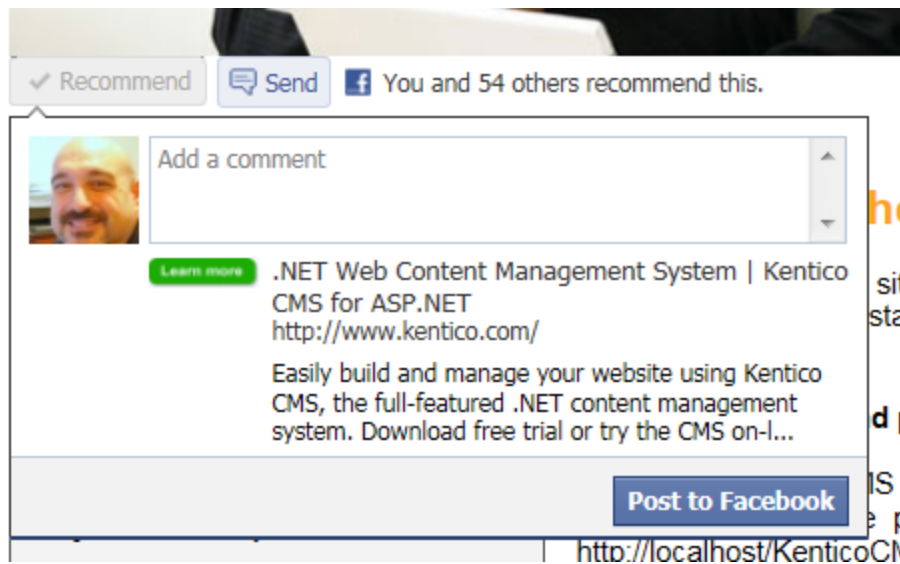 Recommend
Send
f You and 54 others recommend this.
Add a comment
Learn more
.NET Web Content Management System | Kentico
CMS for ASP.NET
http://www.kentico.com/
Easily build and manage your website using Kentico
CMS, the full-featured .NET content management
system. Download free trial or try the CMS on-l...
Post to Facebook
http://localhost/KenticoCM